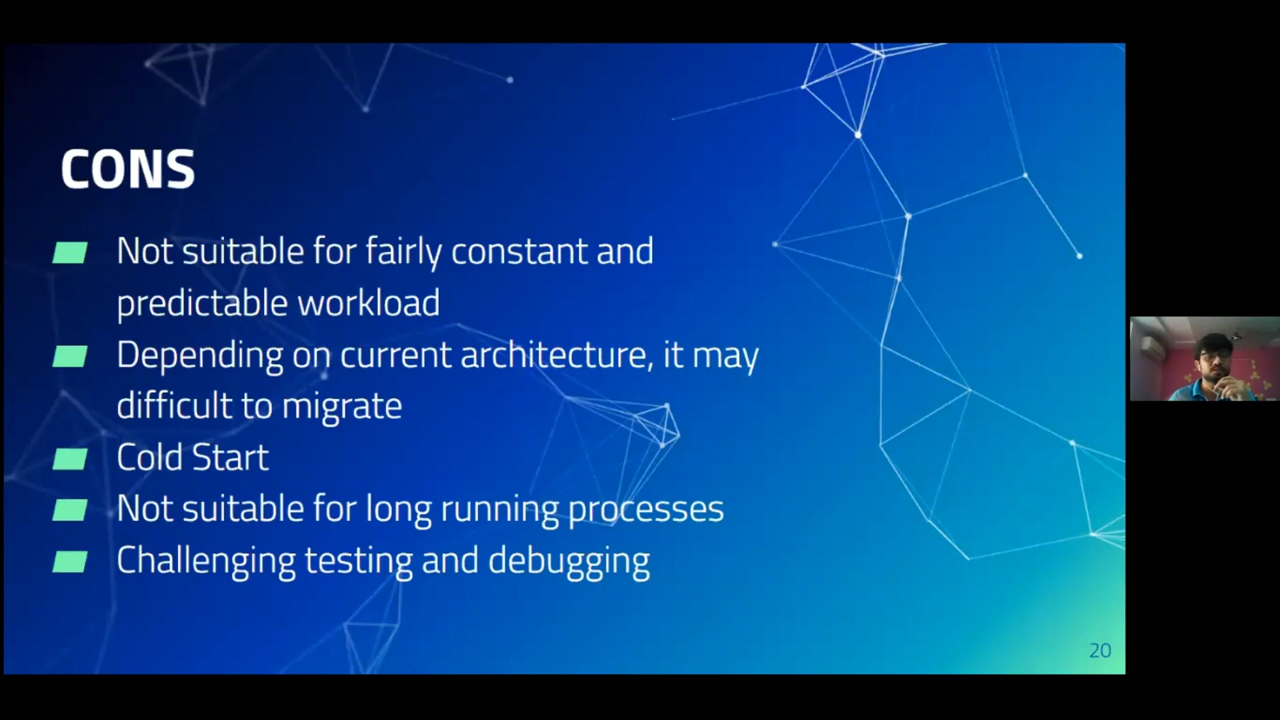 CONS
Not suitable for fairly constant and
predictable workload
Depending on current architecture, it may
difficult to migrate
Cold Start
Not suitable for long running processes
Challenging testing and debugging
20